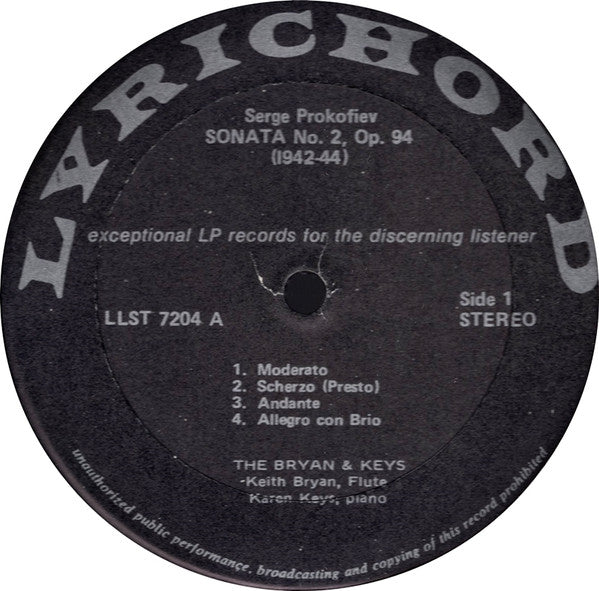 LYRICHORD
Serge Prokofiev
SONATA No. 2, Op. 94
(1942-44)
exceptional LP records for the discerning listener
LLST 7204 A
Side 1
STEREO
1. Moderato
2. Scherzo (Presto)
3. Andante
4. Allegro con Brio
THE BRYAN & KEYS
-Keith Bryan, Flute
Karen Keys, piano
unauthorized public performance, broadcasting and copying of this record prohibited